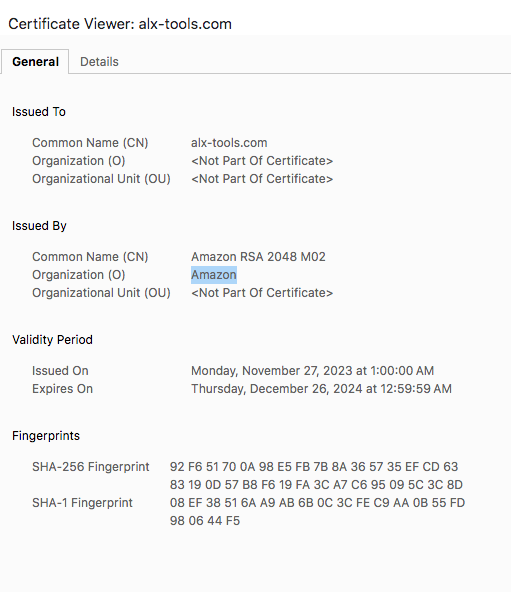 Certificate Viewer: alx-tools.com
General Details
Issued To
Common Name (CN) alx-tools.com
Organization (O) <Not Part Of Certificate>
Organizational Unit (OU) <Not Part Of Certificate>
Issued By
Common Name (CN) Amazon RSA 2048 M02
Organization (O) Amazon
Organizational Unit (OU) <Not Part Of Certificate>
Validity Period
Issued On Monday, November 27, 2023 at 1:00:00 AM
Expires On Thursday, December 26, 2024 at 12:59:59 AM
Fingerprints
SHA-256 Fingerprint 92 F6 51 70 0A 98 E5 FB 7B 8A 36 57 35 EF CD 63
83 19 0D 57 B8 F6 19 FA 3C A7 C6 95 09 5C 3C 8D
SHA-1 Fingerprint 08 EF 38 51 6A A9 AB 6B 0C 3C FE C9 AA 0B 55 FD
98 06 44 F5